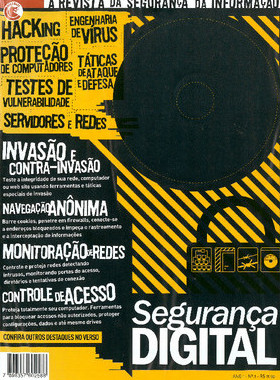 A REVISTA DA SEGURANÇA DA INFORMAÇÃO
HACKING
ENGENHARIA
DE VÍRUS
PROTEÇÃO
DE COMPUTADORES
TÁTICAS
DE ATAQUE
E DEFESA
TESTES DE
VULNERABILIDADE
SERVIDORES E REDES
INVASÃO E
CONTRA-INVASÃO
Teste a integridade de sua rede, computador
ou web site usando ferramentas e táticas
especiais de invasão
NAVEGAÇÃO ANÔNIMA
Barre cookies, penetre em firewalls, conecte-se
a endereços bloqueados e impeça o rastreamento
e a interceptação de informações
MONITORAÇÃO DE REDES
Controle e proteja redes detectando
intrusos, monitorando portas de acesso,
diretórios e tentativas de conexão
CONTROLE DE ACESSO
Proteja totalmente seu computador. Ferramentas
para bloquear acessos não autorizados, proteger
configurações, dados e até mesmo drives
CONFIRA OUTROS DESTAQUES NO VERSO
Segurança
DIGITAL